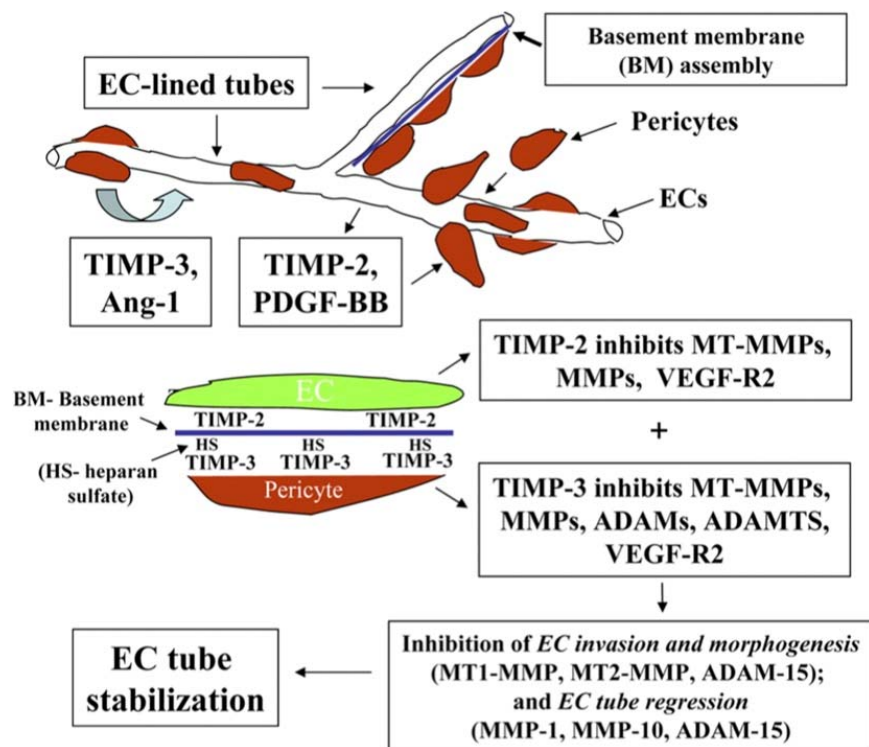 Basement membrane
(BM) assembly
EC-lined tubes
Pericytes
ECs
TIMP-3,
Ang-1
TIMP-2,
PDGF-BB
TIMP-2 inhibits MT-MMPs,
MMPs, VEGF-R2
+
TIMP-3 inhibits MT-MMPs,
MMPs, ADAMs, ADAMTS,
VEGF-R2
EC
BM- Basement
membrane
TIMP-2 TIMP-2
(HS- heparan
sulfate)
HS HS HS
TIMP-3 TIMP-3 TIMP-3
Pericyte
Inhibition of EC invasion and morphogenesis
(MT1-MMP, MT2-MMP, ADAM-15);
and EC tube regression
(MMP-1, MMP-10, ADAM-15)
EC tube
stabilization